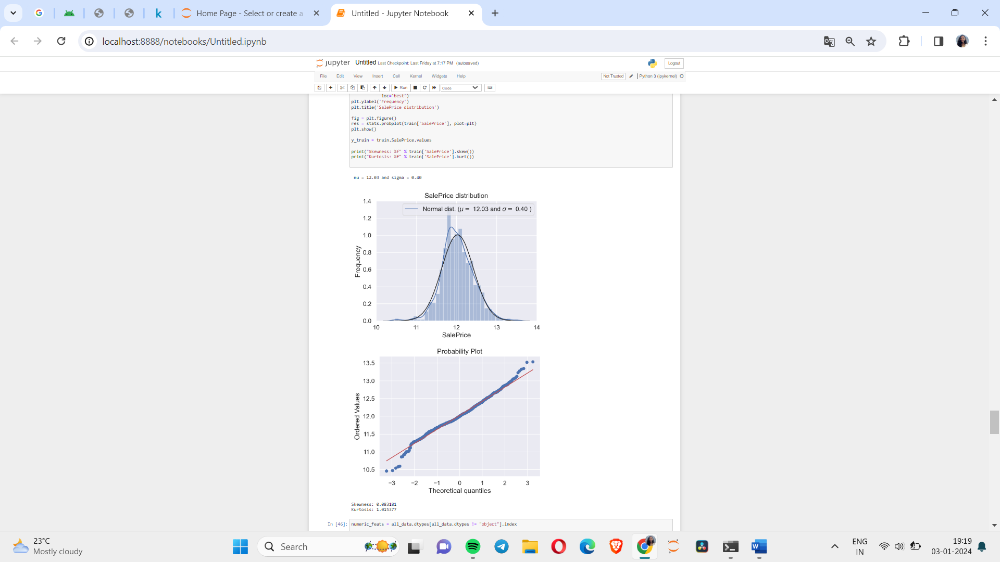 Home Page - Select or create a
Untitled - Jupyter Notebook
localhost:8888/notebooks/Untitled.ipynb
jupyter Untitled Last Checkpoint: Last Friday at 7:17 PM (autosaved)
Logout
File Edit View Insert Cell Kernel Widgets Help
Not Trusted
Python 3 (ipykernel)
Run
Code
loc='best')
plt.ylabel('Frequency')
plt.title('SalePrice distribution')
fig = plt.figure()
res = stats.probplot(train['SalePrice'], plot=plt)
plt.show()
y_train = train.SalePrice.values
print("Skewness: %f" % train['SalePrice'].skew())
print("Kurtosis: %f" % train['SalePrice'].kurt())
mu = 12.03 and sigma = 0.40
SalePrice distribution
Normal dist. (μ = 12.03 and σ = 0.40 )
1.4
1.2
1.0
0.8
0.6
0.4
0.2
0.0
Frequency
10 11 12 13 14
SalePrice
Probability Plot
13.5
13.0
12.5
12.0
11.5
11.0
10.5
Ordered Values
−3 −2 −1 0 1 2 3
Theoretical quantiles
Skewness: 0.083181
Kurtosis: 1.015377
In [46]: numeric_feats = all_data.dtypes[all_data.dtypes != "object"].index
23°C
Mostly cloudy
Search
ENG
IN
19:19
03-01-2024